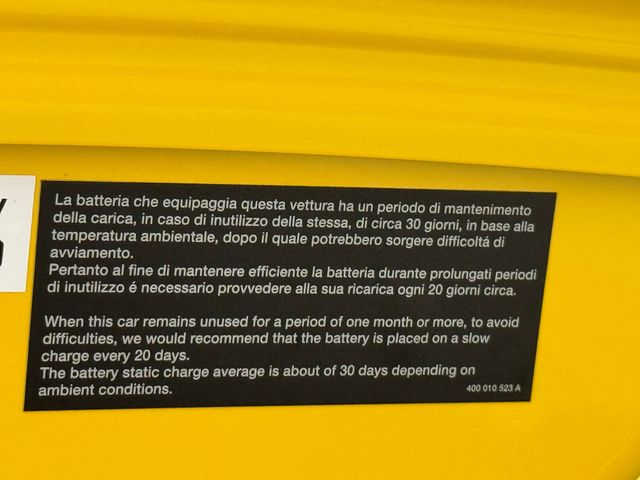 La batteria che equipaggia questa vettura ha un periodo di mantenimento
della carica, in caso di inutilizzo della stessa, di circa 30 giorni, in base alla
temperatura ambientale, dopo il quale potrebbero sorgere difficoltá di
avviamento.
Pertanto al fine di mantenere efficiente la batteria durante prolungati periodi
di inutilizzo é necessario provvedere alla sua ricarica ogni 20 giorni circa.
When this car remains unused for a period of one month or more, to avoid
difficulties, we would recommend that the battery is placed on a slow
charge every 20 days.
The battery static charge average is about of 30 days depending on
ambient conditions.
400 010 523 A